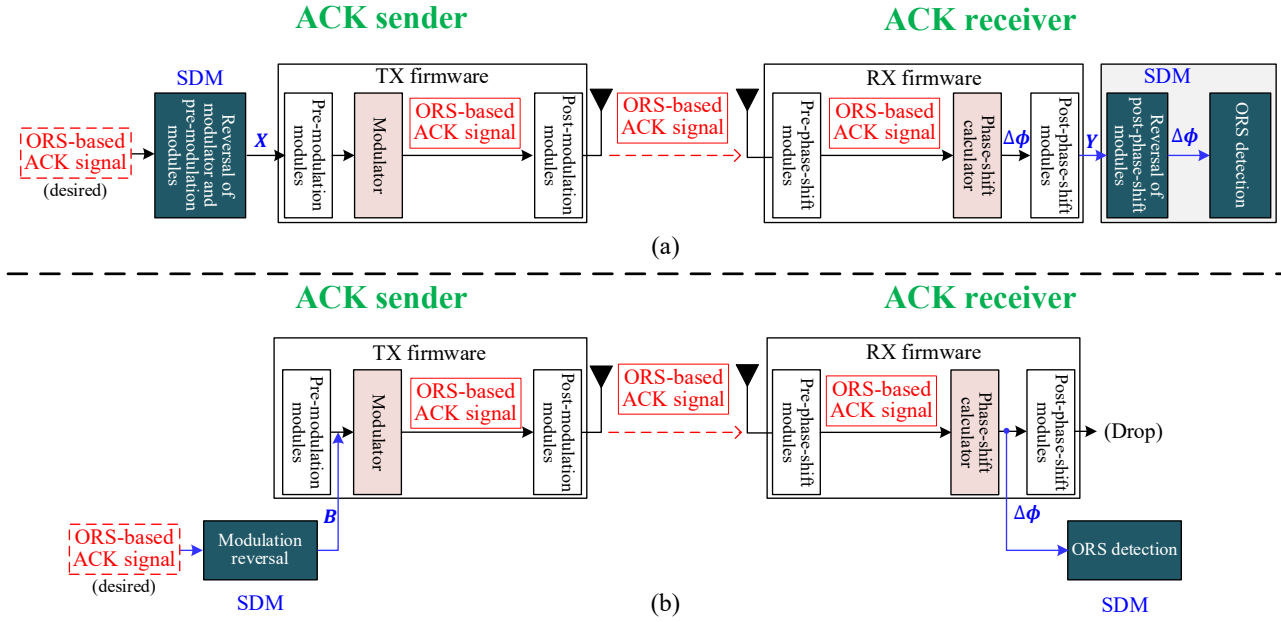 ACK sender
ACK receiver
SDM
TX firmware
RX firmware
SDM
ORS-based
ACK signal
(desired)
Reversal of
modulator and
pre-modulation
modules
X
Pre-modulation
modules
Modulator
ORS-based
ACK signal
Post-modulation
modules
ORS-based
ACK signal
Pre-phase-shift
modules
ORS-based
ACK signal
Phase-shift
calculator
Δϕ
Post-phase-shift
modules
Y
Reversal of
post-phase-shift
modules
Δϕ
ORS detection
(a)
ACK sender
ACK receiver
TX firmware
RX firmware
Pre-modulation
modules
Modulator
ORS-based
ACK signal
Post-modulation
modules
ORS-based
ACK signal
Pre-phase-shift
modules
ORS-based
ACK signal
Phase-shift
calculator
Post-phase-shift
modules
(Drop)
B
Δϕ
ORS-based
ACK signal
(desired)
Modulation
reversal
SDM
ORS detection
SDM
(b)